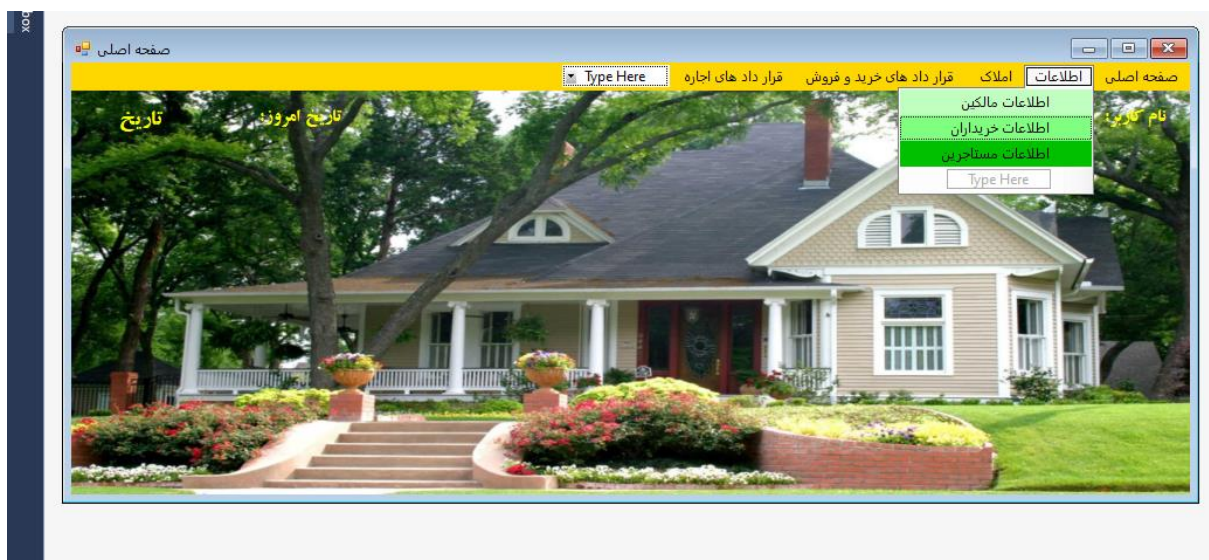 box
صفحه اصلی
صفحه اصلی اطلاعات املاک قرار داد های خرید و فروش قرار داد های اجاره Type Here
اطلاعات مالکین
اطلاعات خریداران
اطلاعات مستاجرین
Type Here
نام کاربر: تاریخ امروز: تاریخ